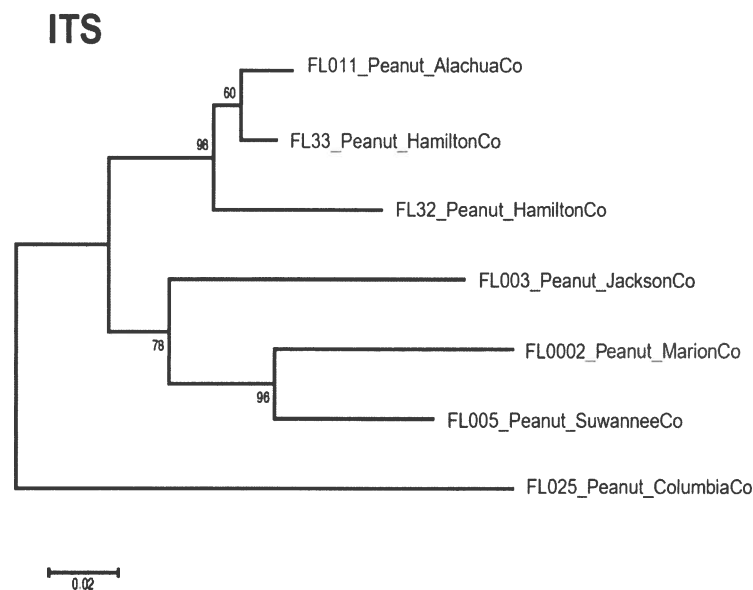 ITS
FL011_Peanut_AlachuaCo
60
FL33_Peanut_HamiltonCo
98
FL32_Peanut_HamiltonCo
FL003_Peanut_JacksonCo
78
FL0002_Peanut_MarionCo
96
FL005_Peanut_SuwanneeCo
FL025_Peanut_ColumbiaCo
0.02